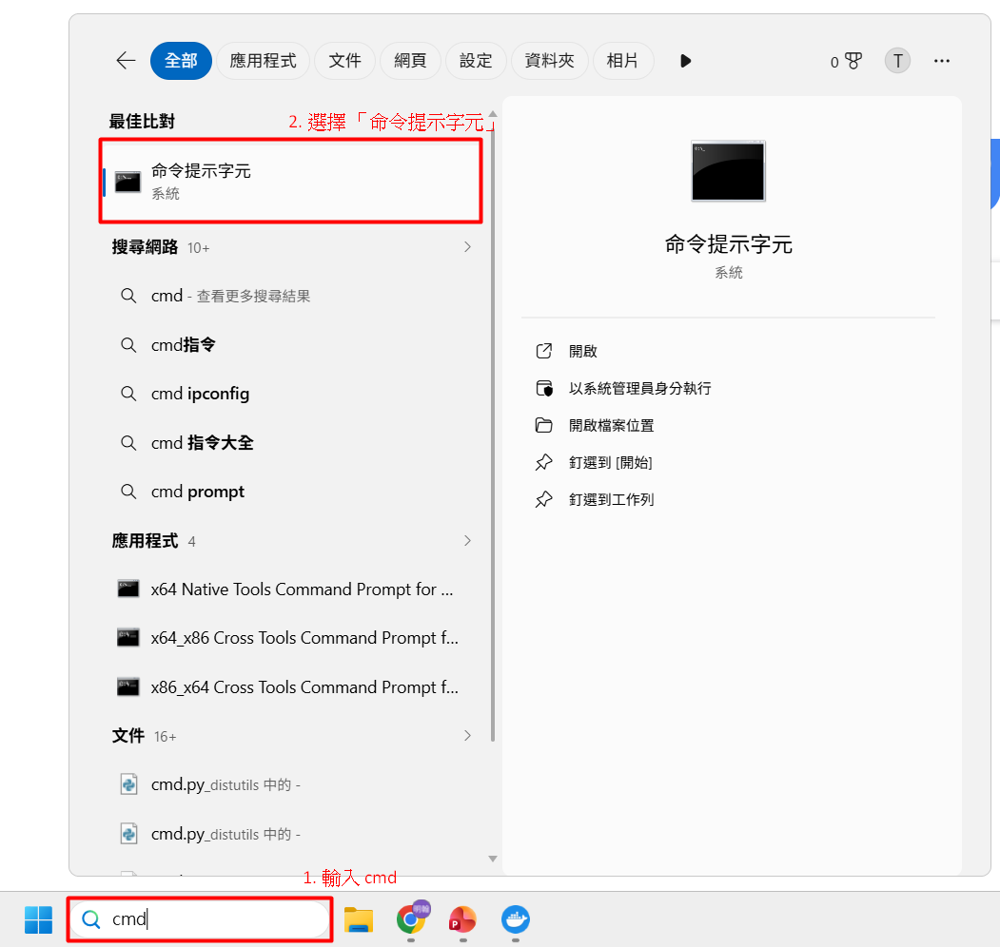 全部 應用程式 文件 網頁 設定 資料夾 相片 0 T
最佳比對
2. 選擇「命令提示字元」
命令提示字元
系統
搜尋網路 10+
cmd - 查看更多搜尋結果
cmd指令
cmd ipconfig
cmd 指令大全
cmd prompt
應用程式 4
x64 Native Tools Command Prompt for ...
x64_x86 Cross Tools Command Prompt f...
x86_x64 Cross Tools Command Prompt f...
文件 16+
cmd.py_distutils 中的 -
cmd.py_distutils 中的 -
命令提示字元
系統
開啟
以系統管理員身分執行
開啟檔案位置
釘選到 [開始]
釘選到工作列
1. 輸入 cmd
cmd
明翰
P